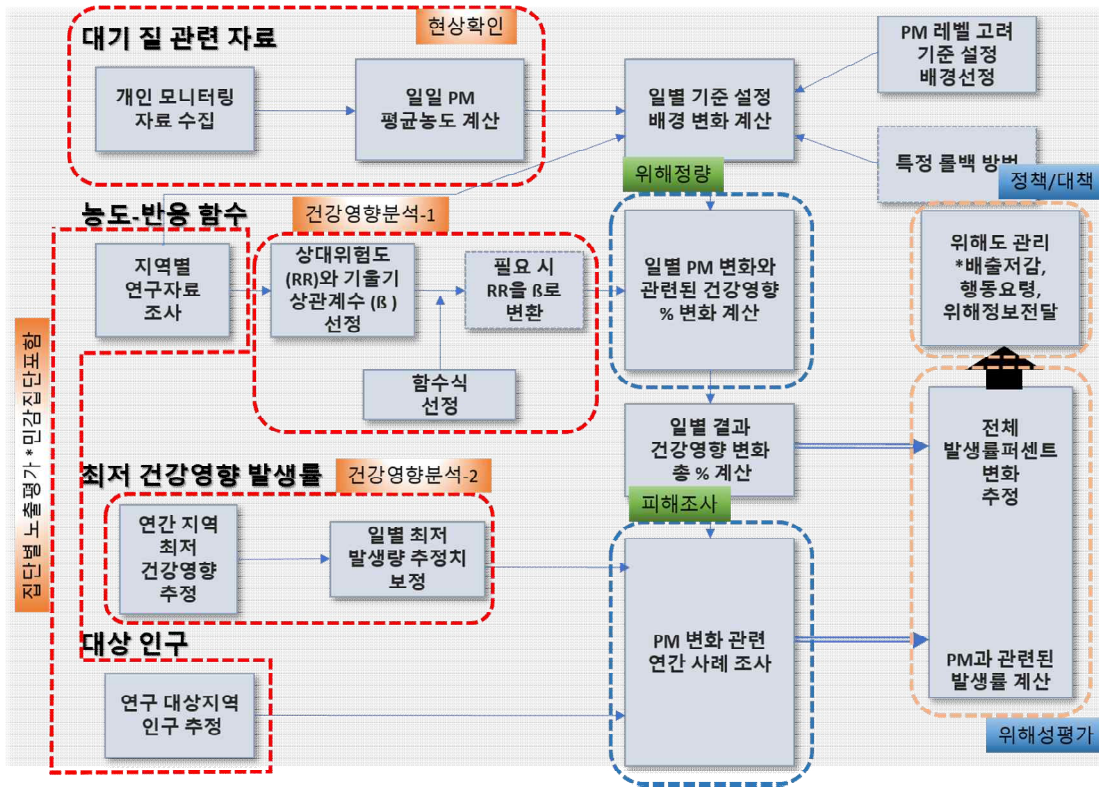 대기 질 관련 자료
현상확인
개인 모니터링
자료 수집
일일 PM
평균농도 계산
일별 기준 설정
배경 변화 계산
PM 레벨 고려
기준 설정
배경선정
특정 롤백 방법
정책/대책
위해정량
농도-반응 함수
건강영향분석-1
지역별
연구자료
조사
상대위험도
(RR)와 기울기
상관계수 (ß )
선정
필요 시
RR을 ß로
변환
함수식
선정
일별 PM 변화와
관련된 건강영향
% 변화 계산
위해도 관리
*배출저감,
행동요령,
위해정보전달
일별 결과
건강영향 변화
총 % 계산
전체
발생률퍼센트
변화
추정
집단별 노출평가 * 민감집단포함
최저 건강영향 발생률
건강영향분석-2
피해조사
연간 지역
최저
건강영향
추정
일별 최저
발생량 추정치
보정
PM 변화 관련
연간 사례 조사
PM과 관련된
발생률 계산
대상 인구
연구 대상지역
인구 추정
위해성평가